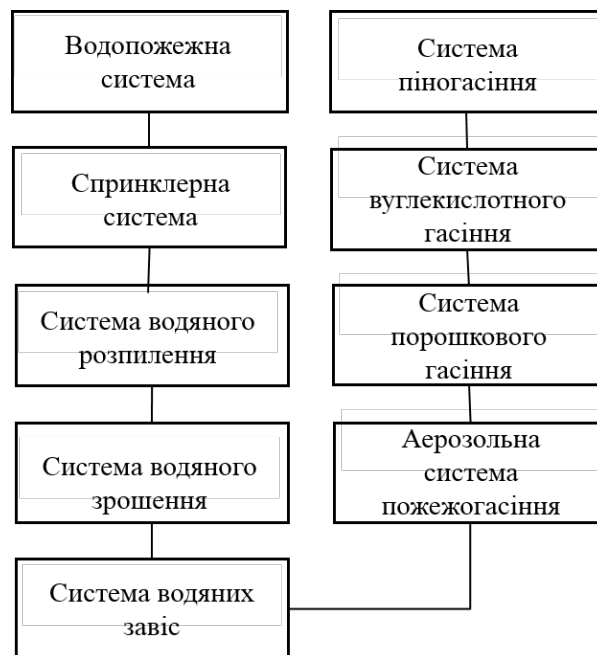 Водопожежна
система
Спринклерна
система
Система водяного
розпилення
Система водяного
зрошення
Система водяних
завіс
Система
піногасіння
Система
вуглекислотного
гасіння
Система
порошкового
гасіння
Аерозольна
система
пожежогасіння